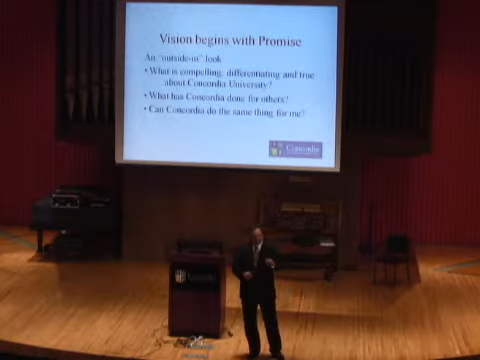 Vision begins with Promise
An "outside-in" look
• What is compelling, differentiating and true
about Concordia University?
• What has Concordia done for others?
• Can Concordia do the same thing for me?
Concordia